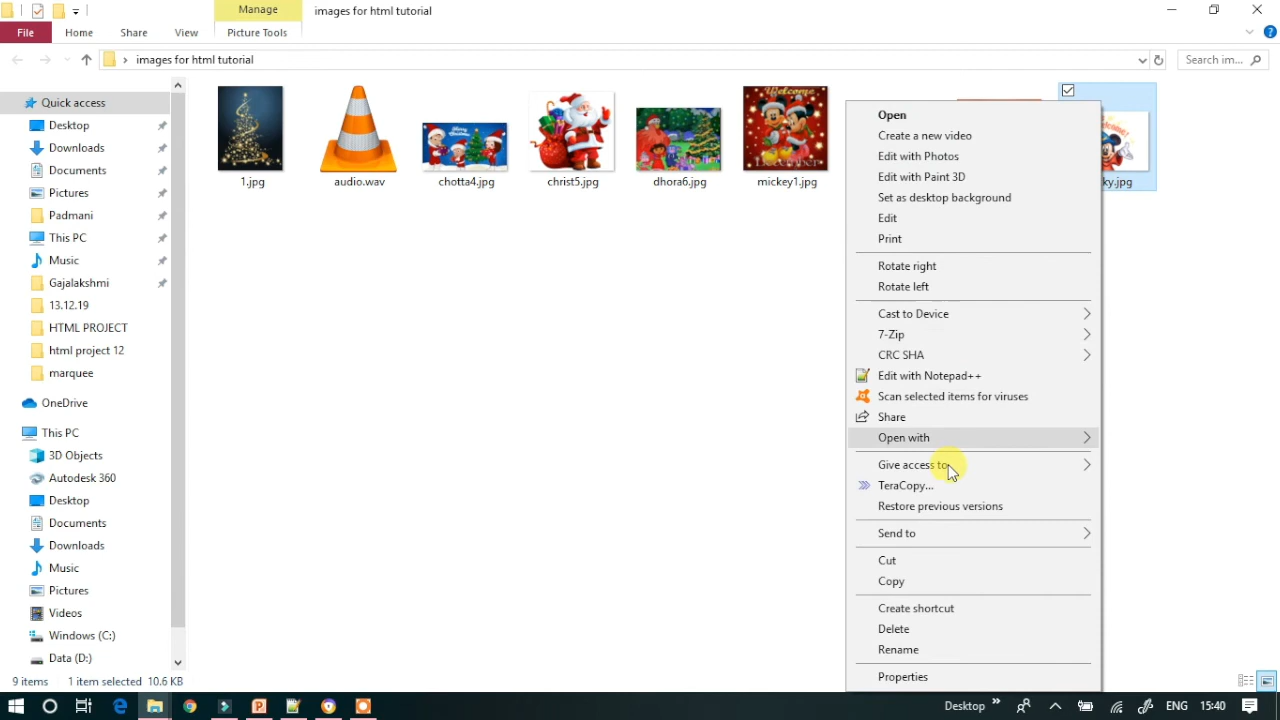 Manage
images for html tutorial
File
Home
Share
View
Picture Tools
images for html tutorial
Search im...
Quick access
Desktop
Downloads
Documents
Pictures
Padmani
This PC
Music
Gajalakshmi
13.12.19
HTML PROJECT
html project 12
marquee
OneDrive
This PC
3D Objects
Autodesk 360
Desktop
Documents
Downloads
Music
Pictures
Videos
Windows (C:)
Data (D:)
Merry Christmas
Welcome
December
1.jpg
audio.wav
chotta4.jpg
christ5.jpg
dhora6.jpg
mickey1.jpg
ky.jpg
Open
Create a new video
Edit with Photos
Edit with Paint 3D
Set as desktop background
Edit
Print
Rotate right
Rotate left
Cast to Device
7-Zip
CRC SHA
Edit with Notepad++
Scan selected items for viruses
Share
Open with
Give access to
TeraCopy...
Restore previous versions
Send to
Cut
Copy
Create shortcut
Delete
Rename
Properties
9 items
1 item selected 10.6 KB
Desktop
ENG
15:40